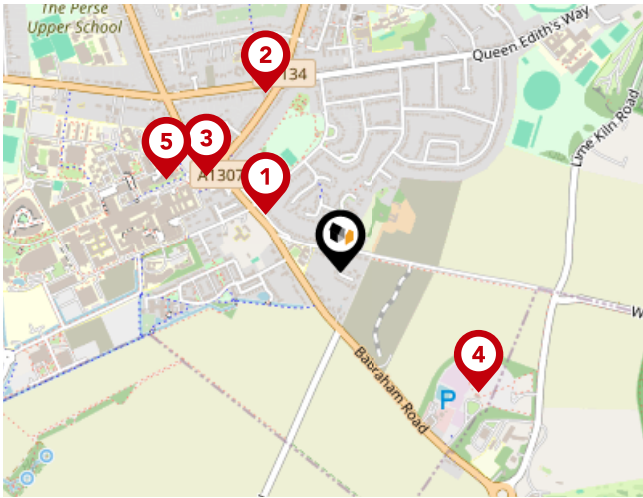 The Perse
Upper School
2
134
Queen Edith's Way
5
3
A1307
1
Lime Kiln Road
W
4
P
Babraham Road